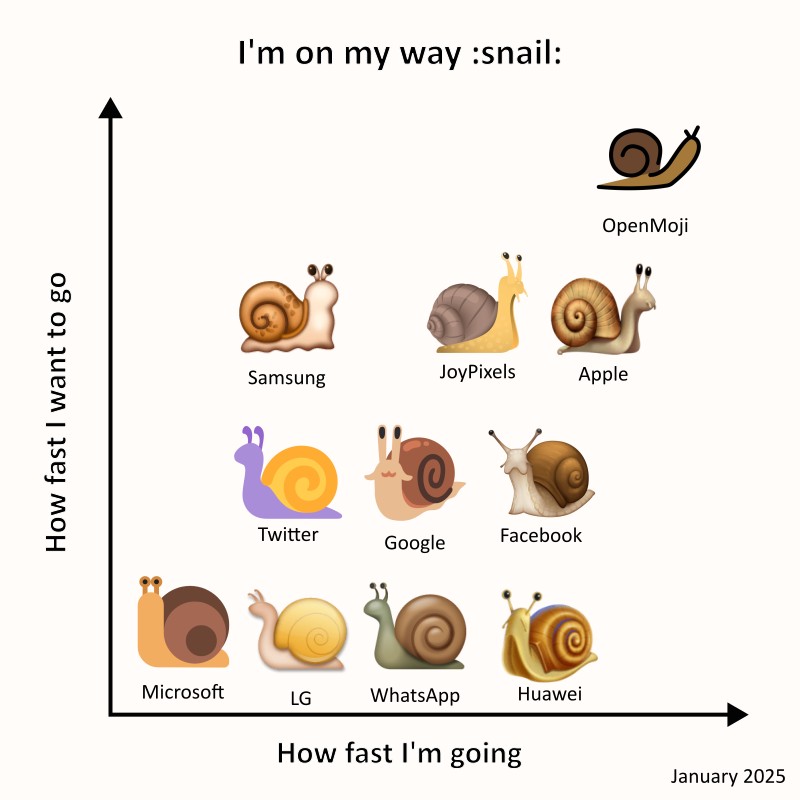 I'm on my way :snail:
How fast I want to go
OpenMoji
Samsung
JoyPixels
Apple
Twitter
Google
Facebook
Microsoft
LG
WhatsApp
Huawei
How fast I'm going
January 2025